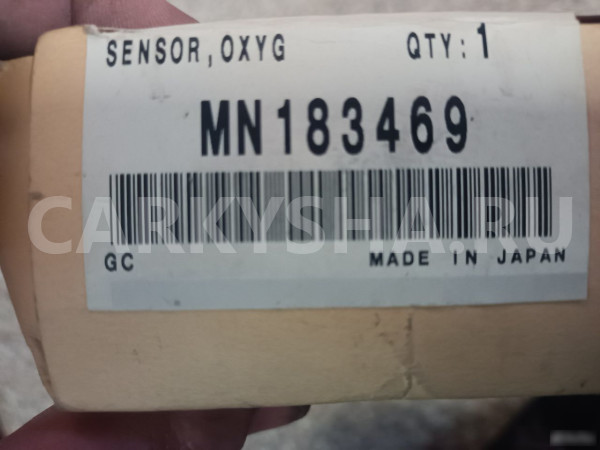 SENSOR,OXYG QTY:1
MN183469
CARKYSHA.RU
GC MADE IN JAPAN